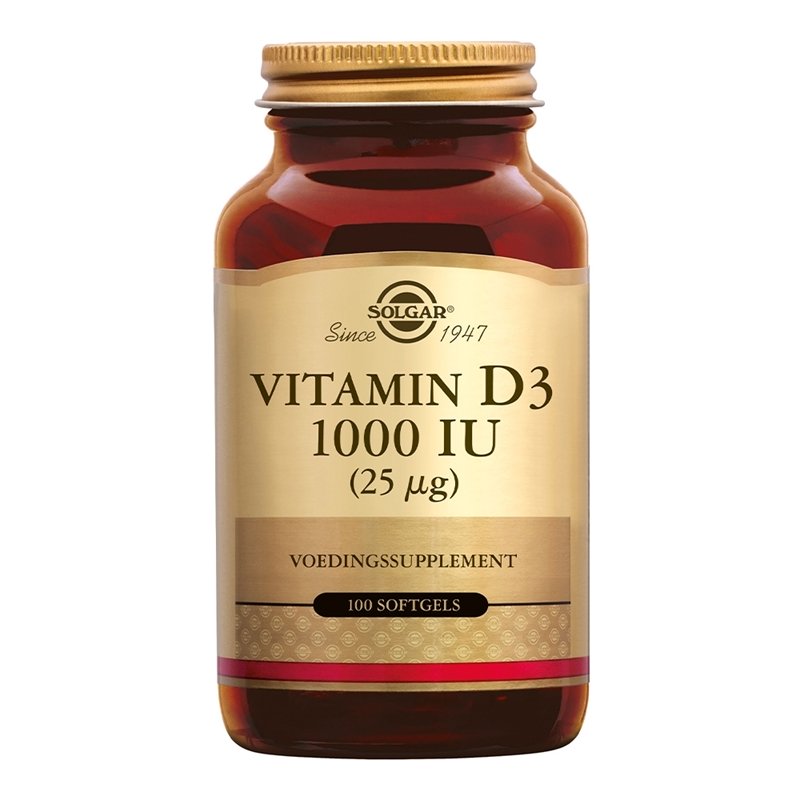 SOLGAR®
Since 1947
VITAMIN D3
1000 IU
(25 µg)
VOEDINGSSUPPLEMENT
100 SOFTGELS